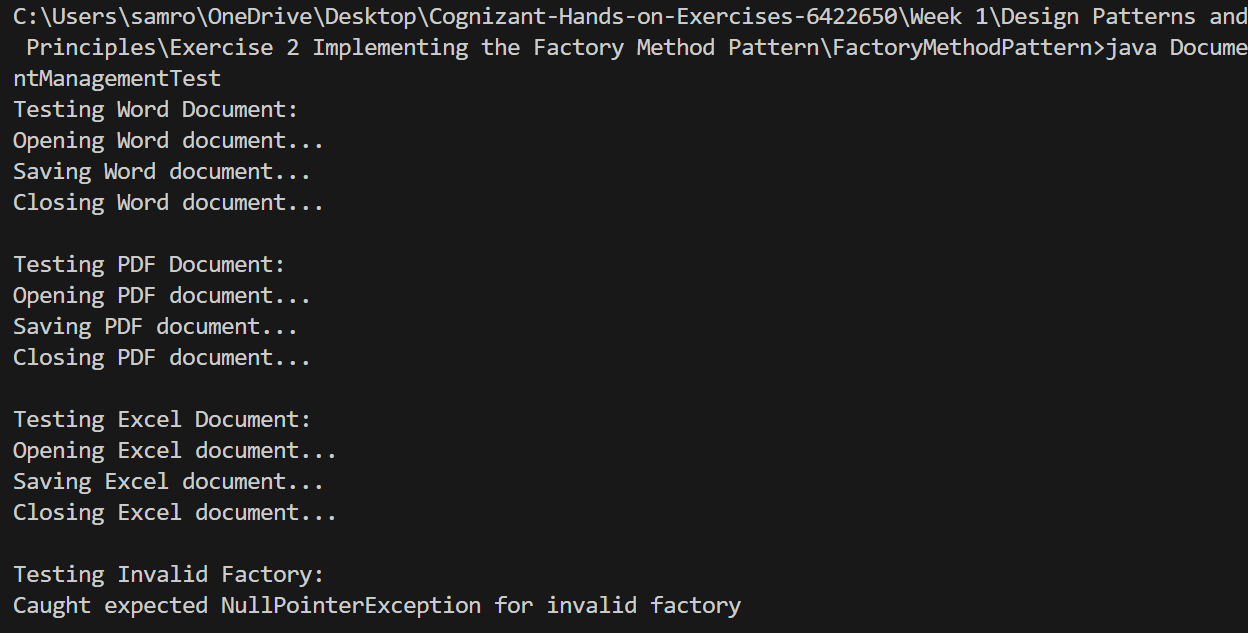 C:\Users\samro\OneDrive\Desktop\Cognizant-Hands-on-Exercises-6422650\Week 1\Design Patterns and
Principles\Exercise 2 Implementing the Factory Method Pattern\FactoryMethodPattern>java Docume
ntManagementTest
Testing Word Document:
Opening Word document...
Saving Word document...
Closing Word document...

Testing PDF Document:
Opening PDF document...
Saving PDF document...
Closing PDF document...

Testing Excel Document:
Opening Excel document...
Saving Excel document...
Closing Excel document...

Testing Invalid Factory:
Caught expected NullPointerException for invalid factory